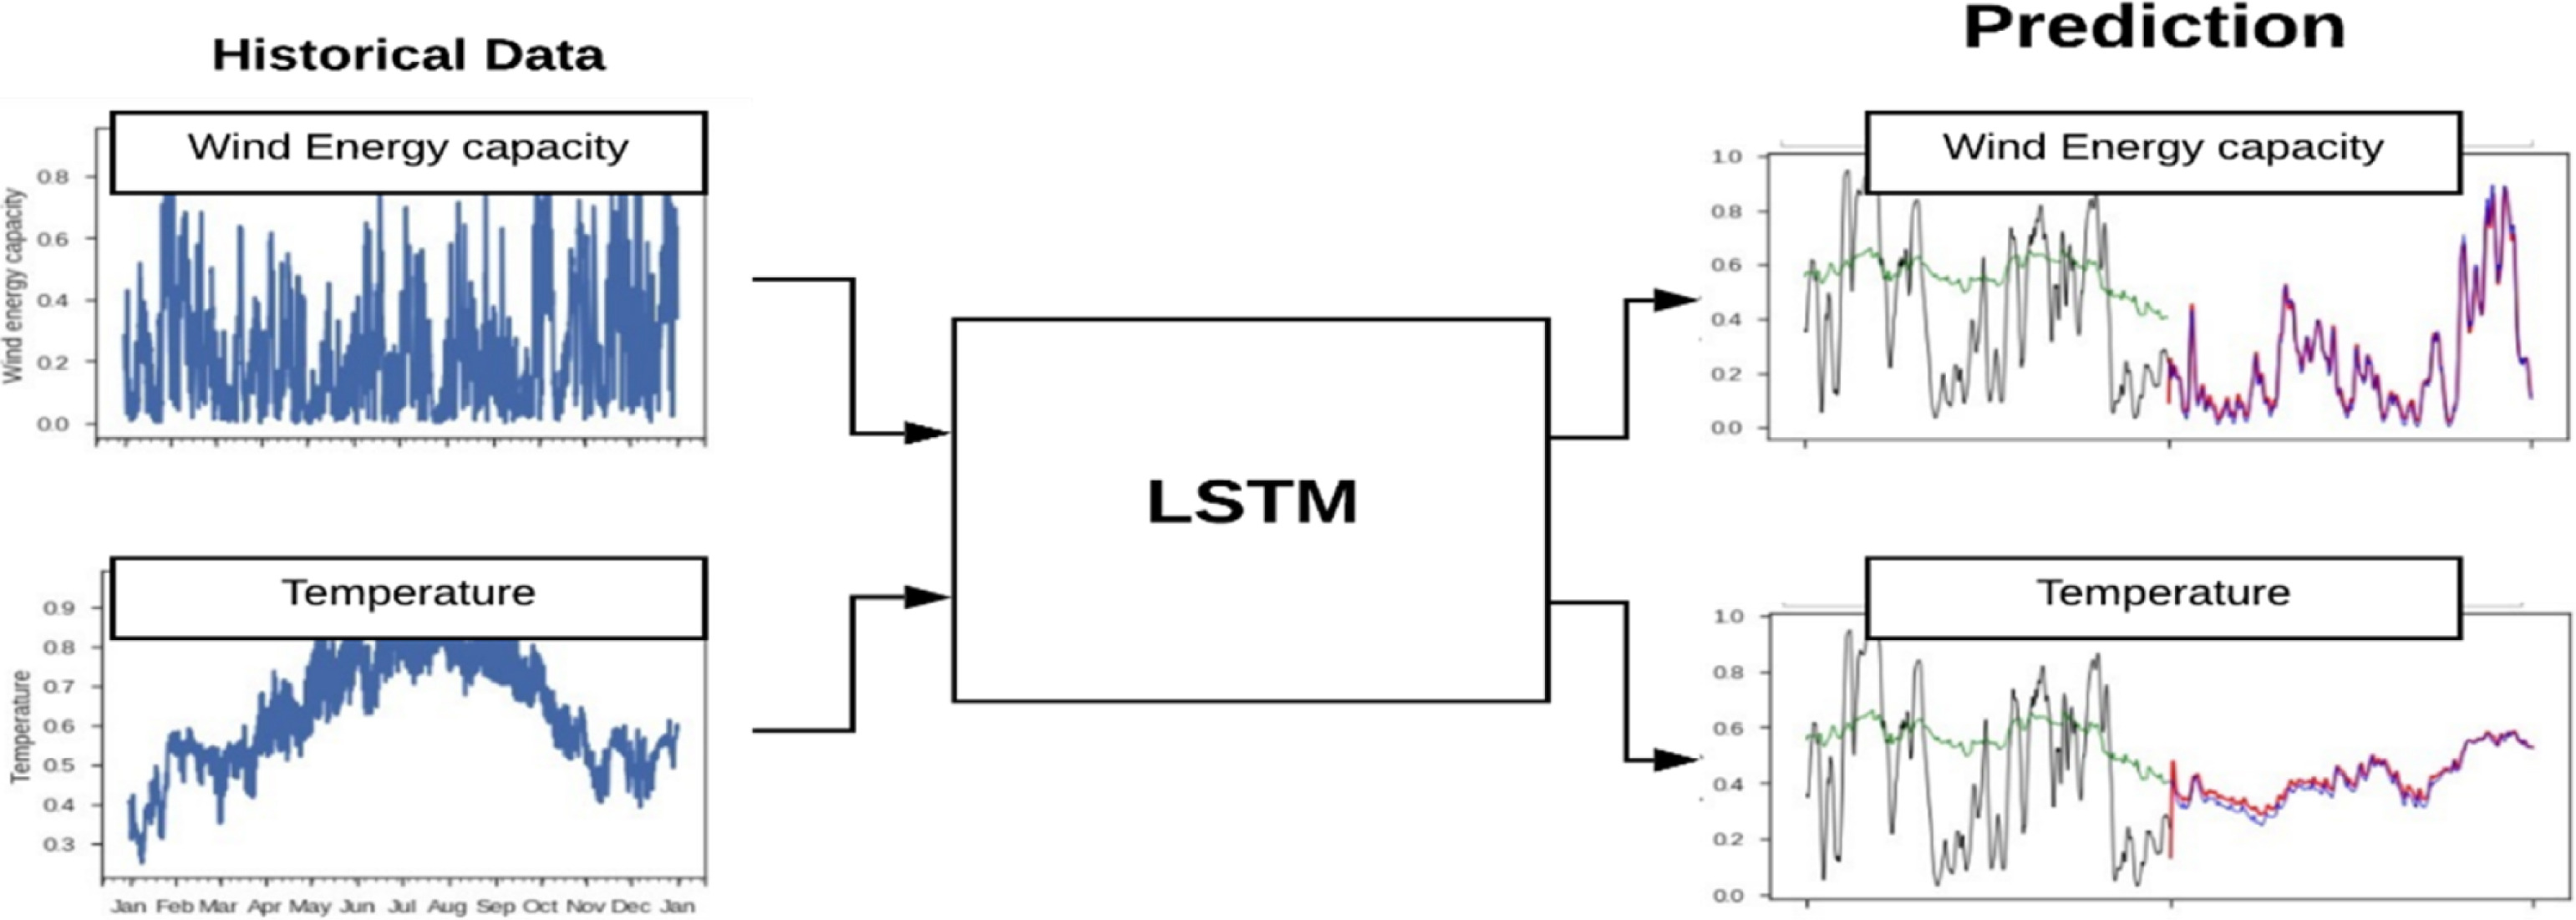 Historical Data
Prediction
Wind Energy capacity
Wind energy capacity
0.8
0.6
0.4
0.2
0.0
Wind Energy capacity
1.0
0.8
0.6
0.4
0.2
0.0
LSTM
Temperature
Temperature
0.9
0.8
0.7
0.6
0.5
0.4
0.3
Jan Feb Mar Apr May Jun Jul Aug Sep Oct Nov Dec Jan
Temperature
1.0
0.8
0.6
0.4
0.2
0.0